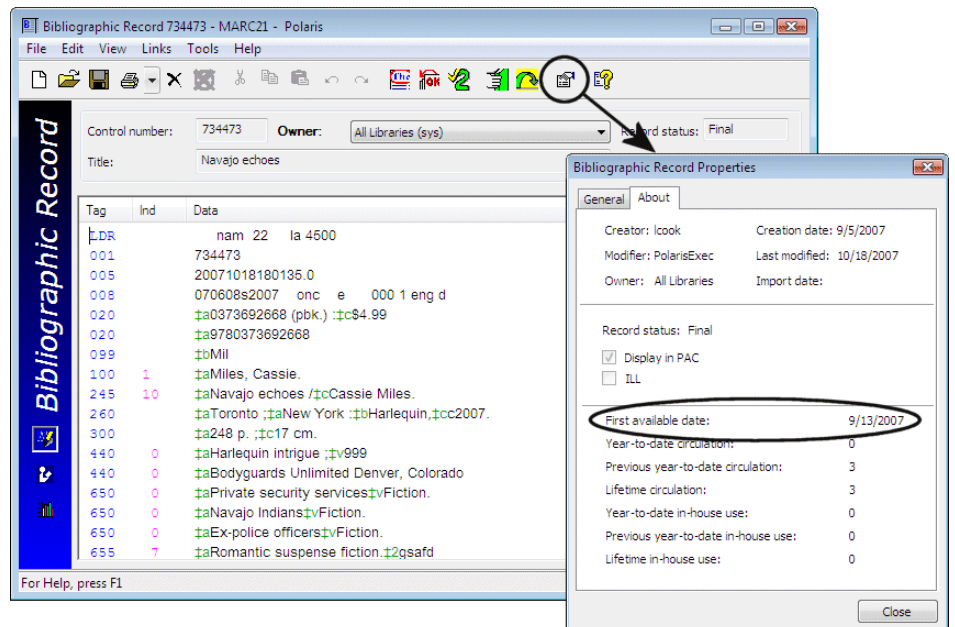 Bibliographic Record 734473 - MARC21 - Polaris
File Edit View Links Tools Help
Bibliographic Record
Control number: 734473 Owner: All Libraries (sys) Record status: Final
Title: Navajo echoes
Tag Ind Data
LDR nam 22 la 4500
001 734473
005 20071018180135.0
008 070608s2007 onc e 000 1 eng d
020 ‡a0373692668 (pbk.) :‡c$4.99
020 ‡a9780373692668
099 ‡bMil
100 1 ‡aMiles, Cassie.
245 10 ‡aNavajo echoes /‡cCassie Miles.
260 ‡aToronto ;‡aNew York :‡bHarlequin,‡cc2007.
300 ‡a248 p. ;‡c17 cm.
440 0 ‡aHarlequin intrigue ;‡v999
440 0 ‡aBodyguards Unlimited Denver, Colorado
650 0 ‡aPrivate security services‡vFiction.
650 0 ‡aNavajo Indians‡vFiction.
650 0 ‡aEx-police officers‡vFiction.
655 7 ‡aRomantic suspense fiction.‡2gsafd
For Help, press F1
Bibliographic Record Properties
General About
Creator: lcook Creation date: 9/5/2007
Modifier: PolarisExec Last modified: 10/18/2007
Owner: All Libraries Import date:
Record status: Final
Display in PAC
ILL
First available date: 9/13/2007
Year-to-date circulation: 0
Previous year-to-date circulation: 3
Lifetime circulation: 3
Year-to-date in-house use: 0
Previous year-to-date in-house use: 0
Lifetime in-house use: 0
Close